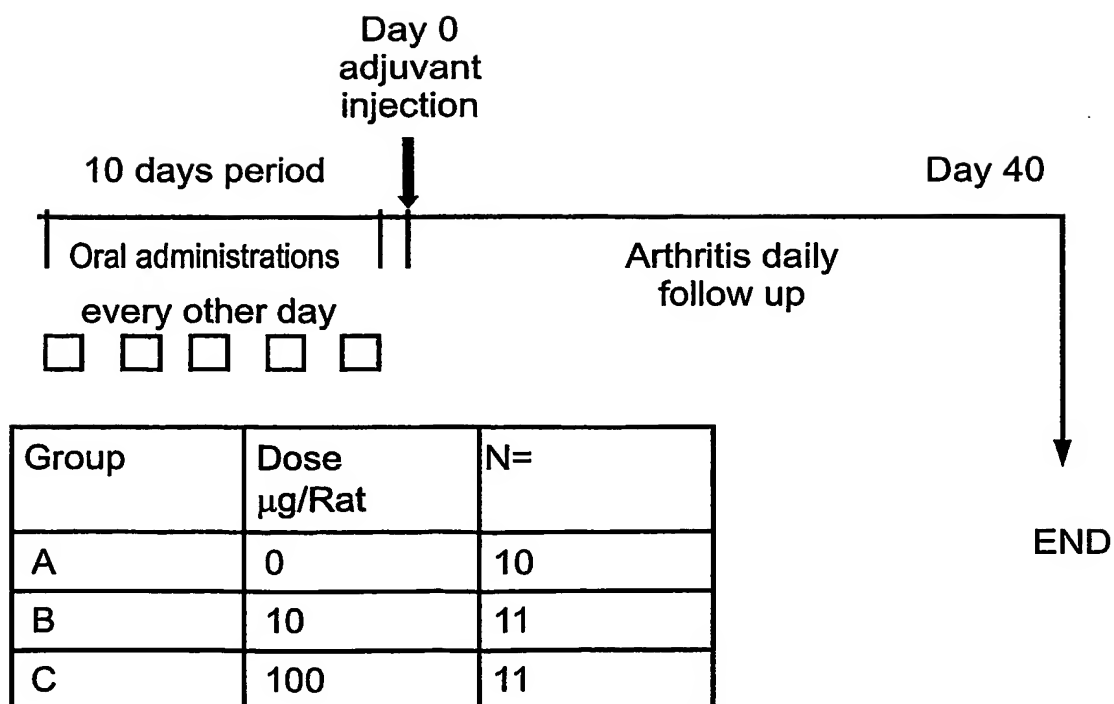 Day 0
adjuvant
injection
10 days period
Day 40
Oral administrations
every other day
Arthritis daily
follow up
Group Dose N=
μg/Rat
A 0 10
B 10 11
C 100 11
END